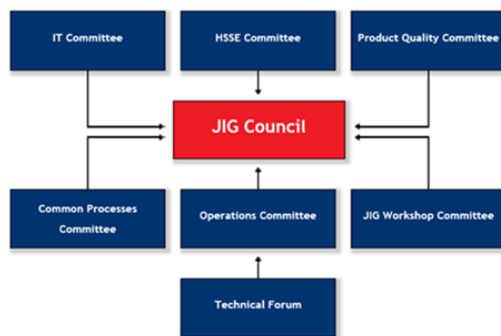 IT Committee
HSSE Committee
Product Quality Committee
JIG Council
Common Processes
Committee
Operations Committee
JIG Workshop Committee
Technical Forum